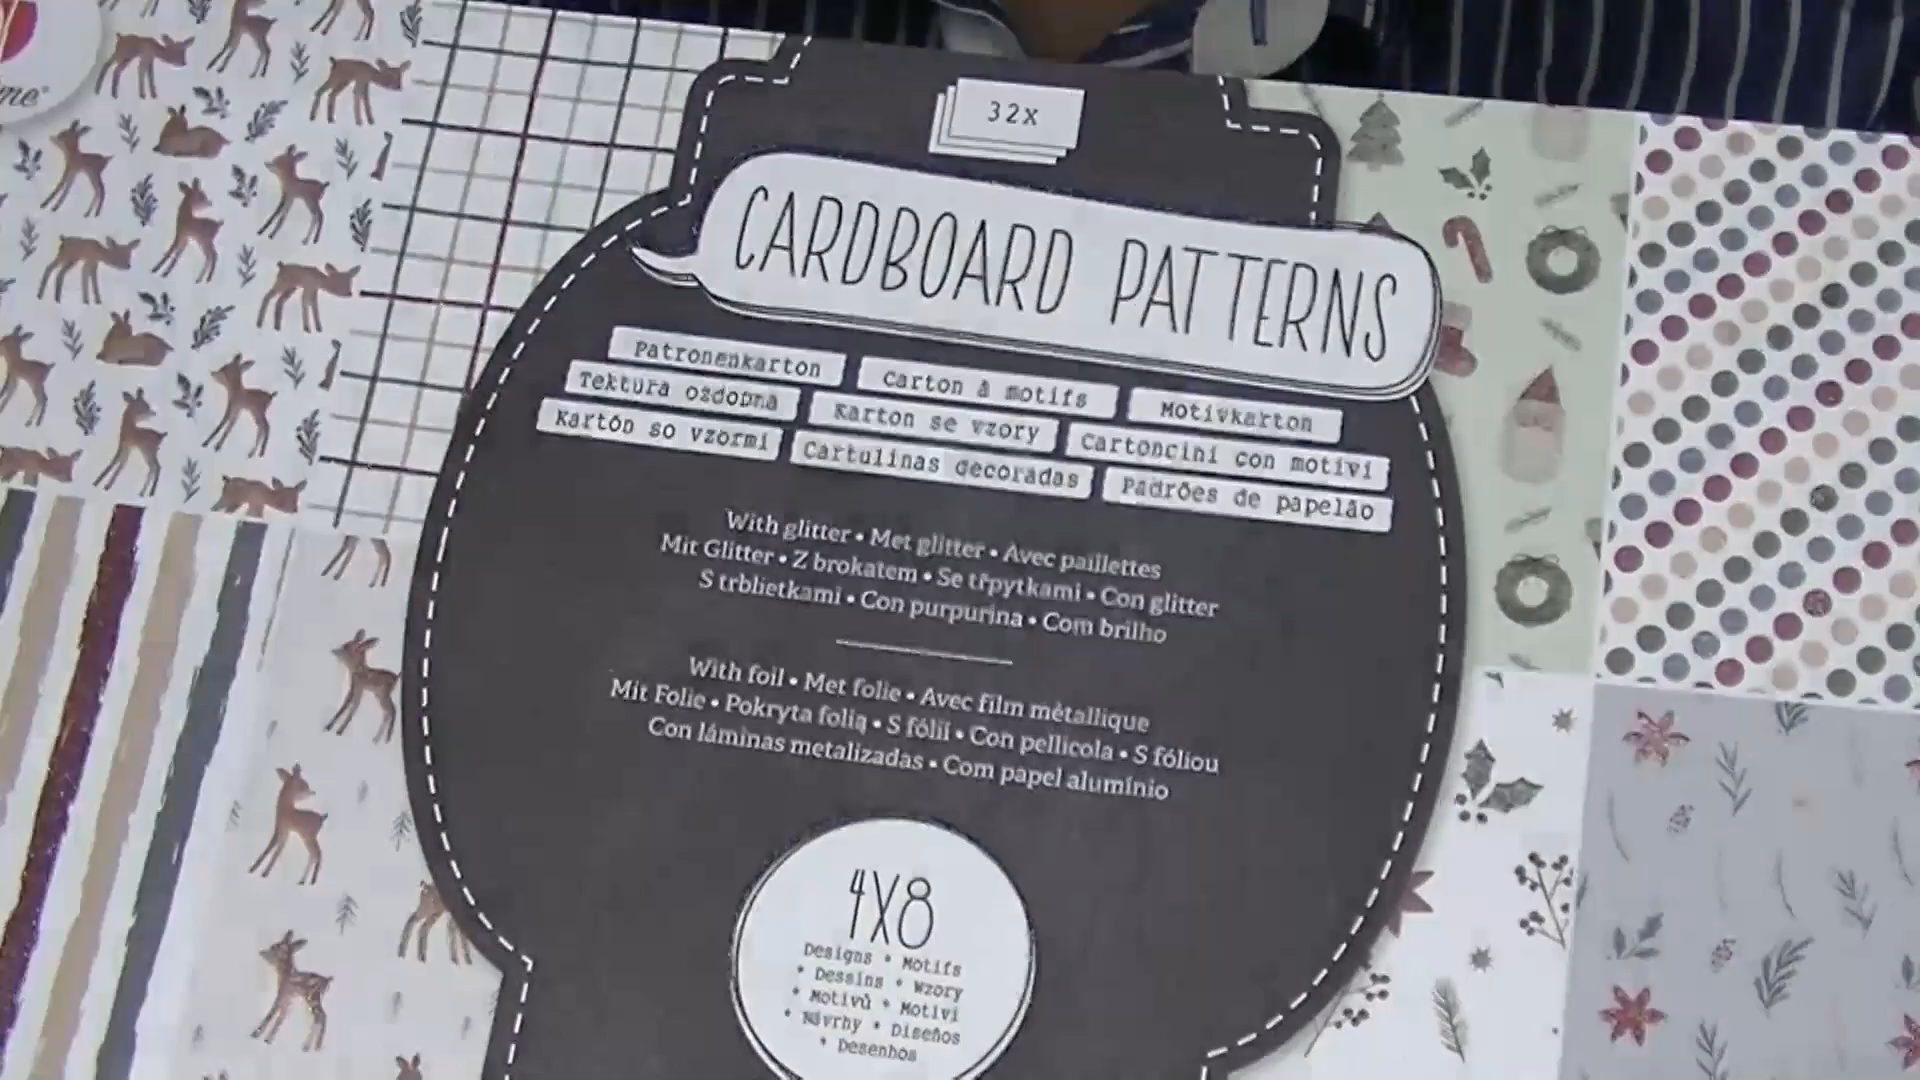 me
32x
CARDBOARD PATTERNS
Patronenkarton
Carton à motifs
Motivkarton
Tektura ozdobna
Karton se vzory
Cartoncini con motivi
Kartón so vzormi
Cartulinas decoradas
Padrões de papelão
With glitter • Met glitter • Avec paillettes
Mit Glitter • Z brokatem • Se třpytkami • Con glitter
S trblietkami • Con purpurina • Com brilho
With foil • Met folie • Avec film métallique
Mit Folie • Pokryta folią • S fólií • Con pellicola • S fóliou
Con láminas metalizadas • Com papel alumínio
4X8
Designs • Motifs
• Dessins • Wzory
• Motivů • Motivi
• Návrhy • Diseños
• Desenhos